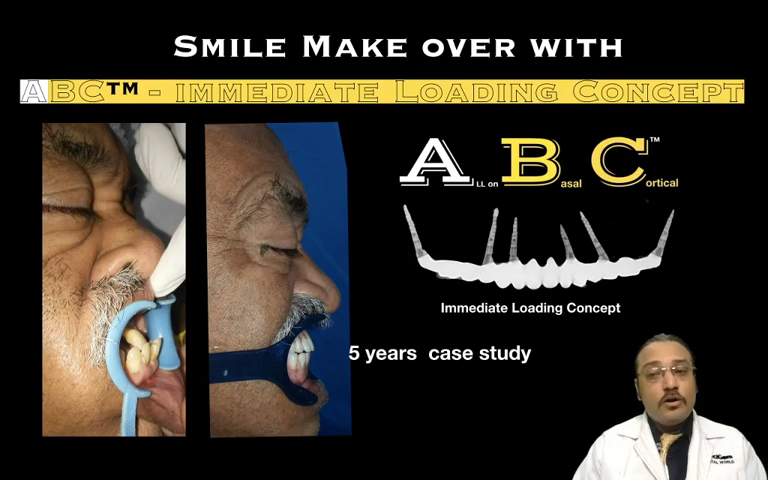 Smile Make over with
ABC™ - immediate Loading Concept
All on Basal Cortical™
Immediate Loading Concept
5 years case study